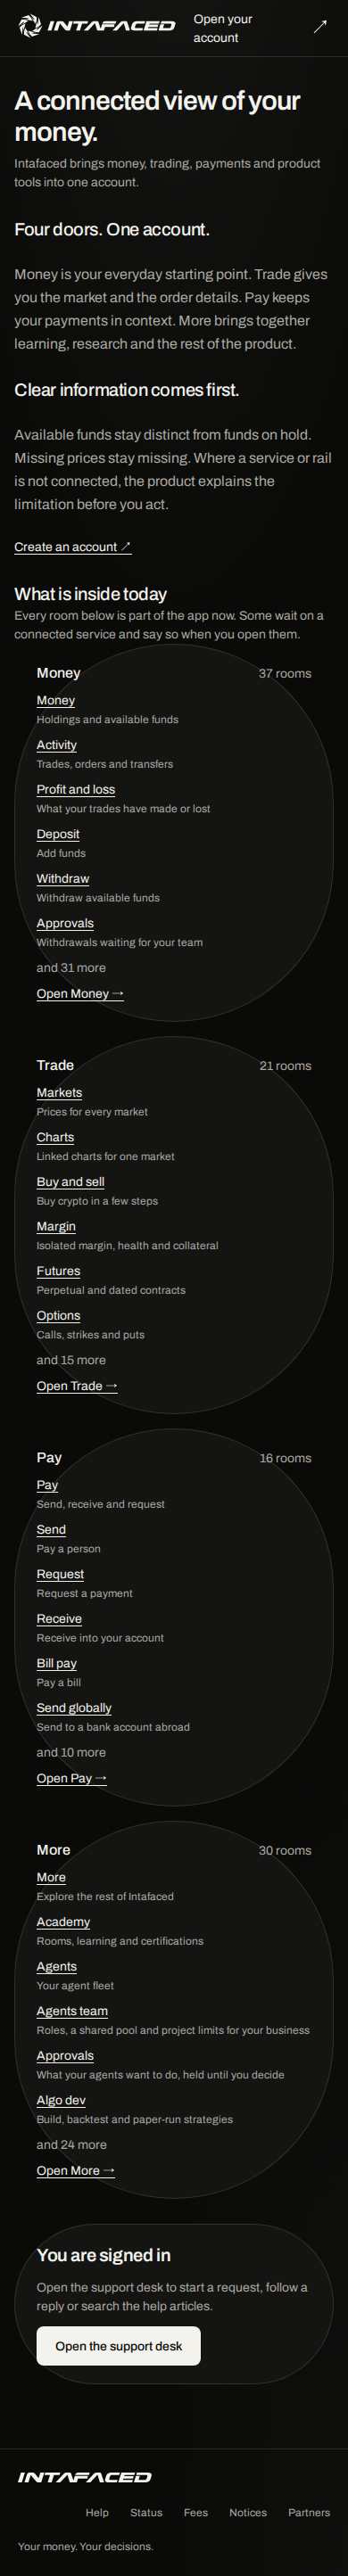 INTAFACED
Open your
account
↗
A connected view of your
money.
Intafaced brings money, trading, payments and product
tools into one account.
Four doors. One account.
Money is your everyday starting point. Trade gives
you the market and the order details. Pay keeps
your payments in context. More brings together
learning, research and the rest of the product.
Clear information comes first.
Available funds stay distinct from funds on hold.
Missing prices stay missing. Where a service or rail
is not connected, the product explains the
limitation before you act.
Create an account ↗
What is inside today
Every room below is part of the app now. Some wait on a
connected service and say so when you open them.
Money 37 rooms
Money
Holdings and available funds
Activity
Trades, orders and transfers
Profit and loss
What your trades have made or lost
Deposit
Add funds
Withdraw
Withdraw available funds
Approvals
Withdrawals waiting for your team
and 31 more
Open Money →
Trade 21 rooms
Markets
Prices for every market
Charts
Linked charts for one market
Buy and sell
Buy crypto in a few steps
Margin
Isolated margin, health and collateral
Futures
Perpetual and dated contracts
Options
Calls, strikes and puts
and 15 more
Open Trade →
Pay 16 rooms
Pay
Send, receive and request
Send
Pay a person
Request
Request a payment
Receive
Receive into your account
Bill pay
Pay a bill
Send globally
Send to a bank account abroad
and 10 more
Open Pay →
More 30 rooms
More
Explore the rest of Intafaced
Academy
Rooms, learning and certifications
Agents
Your agent fleet
Agents team
Roles, a shared pool and project limits for your business
Approvals
What your agents want to do, held until you decide
Algo dev
Build, backtest and paper-run strategies
and 24 more
Open More →
You are signed in
Open the support desk to start a request, follow a
reply or search the help articles.
Open the support desk
INTAFACED
Help Status Fees Notices Partners
Your money. Your decisions.